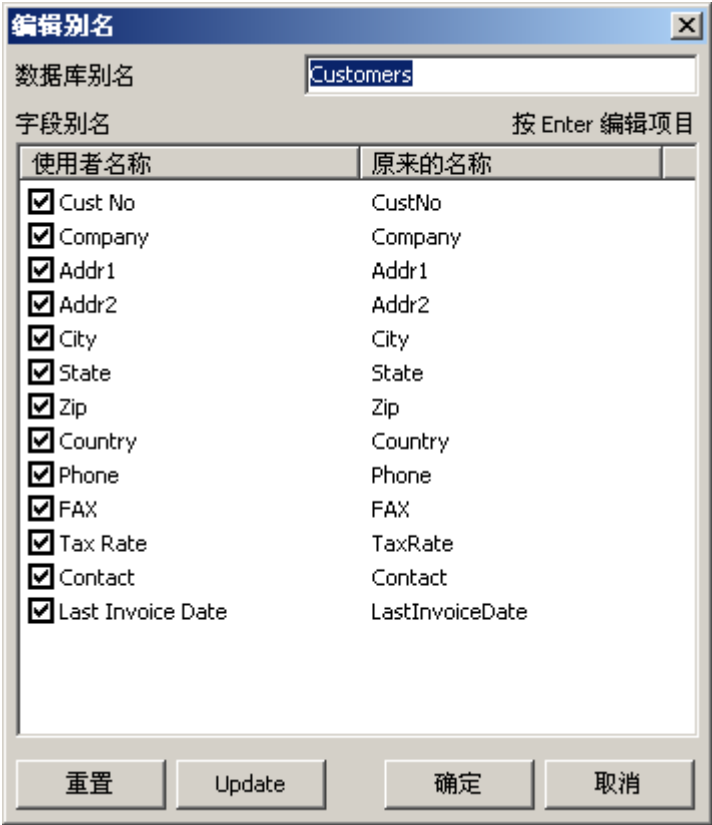 编辑别名
数据库别名 Customers
字段别名 按 Enter 编辑项目
使用者名称 原来的名称
Cust No CustNo
Company Company
Addr1 Addr1
Addr2 Addr2
City City
State State
Zip Zip
Country Country
Phone Phone
FAX FAX
Tax Rate TaxRate
Contact Contact
Last Invoice Date LastInvoiceDate
重置 Update 确定 取消